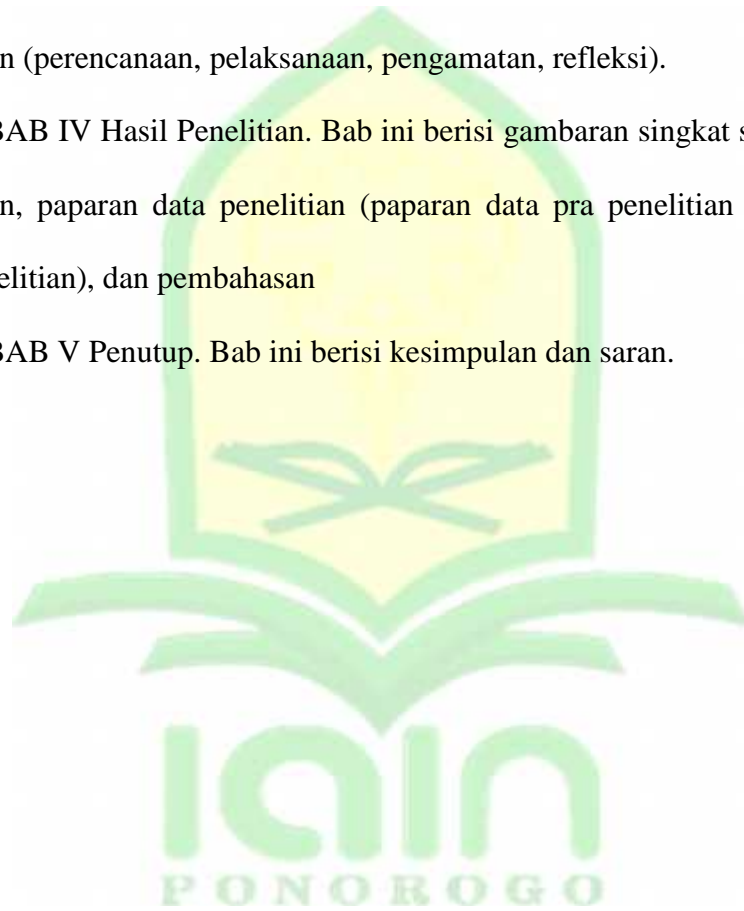 n (perencanaan, pelaksanaan, pengamatan, refleksi).
BAB IV Hasil Penelitian. Bab ini berisi gambaran singkat s
n, paparan data penelitian (paparan data pra penelitian
elitian), dan pembahasan
BAB V Penutup. Bab ini berisi kesimpulan dan saran.
iain
PONOROGO